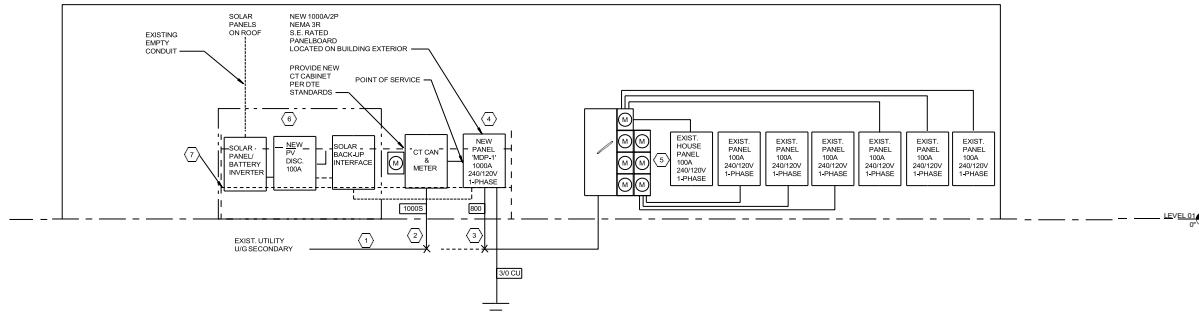 SOLAR
PANELS
ON ROOF
NEW 1000A/2P
NEMA 3R
S.E. RATED
PANELBOARD
LOCATED ON BUILDING EXTERIOR
EXISTING
EMPTY
CONDUIT
PROVIDE NEW
CT CABINET
PER DTE
STANDARDS
POINT OF SERVICE
6
4
7
SOLAR
PANEL/
BATTERY
INVERTER
NEW
PV
DISC.
100A
SOLAR
BACK-UP
INTERFACE
M
CT CAN
&
METER
NEW
PANEL
'MDP-1'
1000A
240/120V
1-PHASE
M
M
M
M
M
M
M
5
EXIST.
HOUSE
PANEL
100A
240/120V
1-PHASE
EXIST.
PANEL
100A
240/120V
1-PHASE
EXIST.
PANEL
100A
240/120V
1-PHASE
EXIST.
PANEL
100A
240/120V
1-PHASE
EXIST.
PANEL
100A
240/120V
1-PHASE
EXIST.
PANEL
100A
240/120V
1-PHASE
EXIST.
PANEL
100A
240/120V
1-PHASE
1000S
800
LEVEL 01
0"
EXIST. UTILITY
U/G SECONDARY
1
2
3
3/0 CU